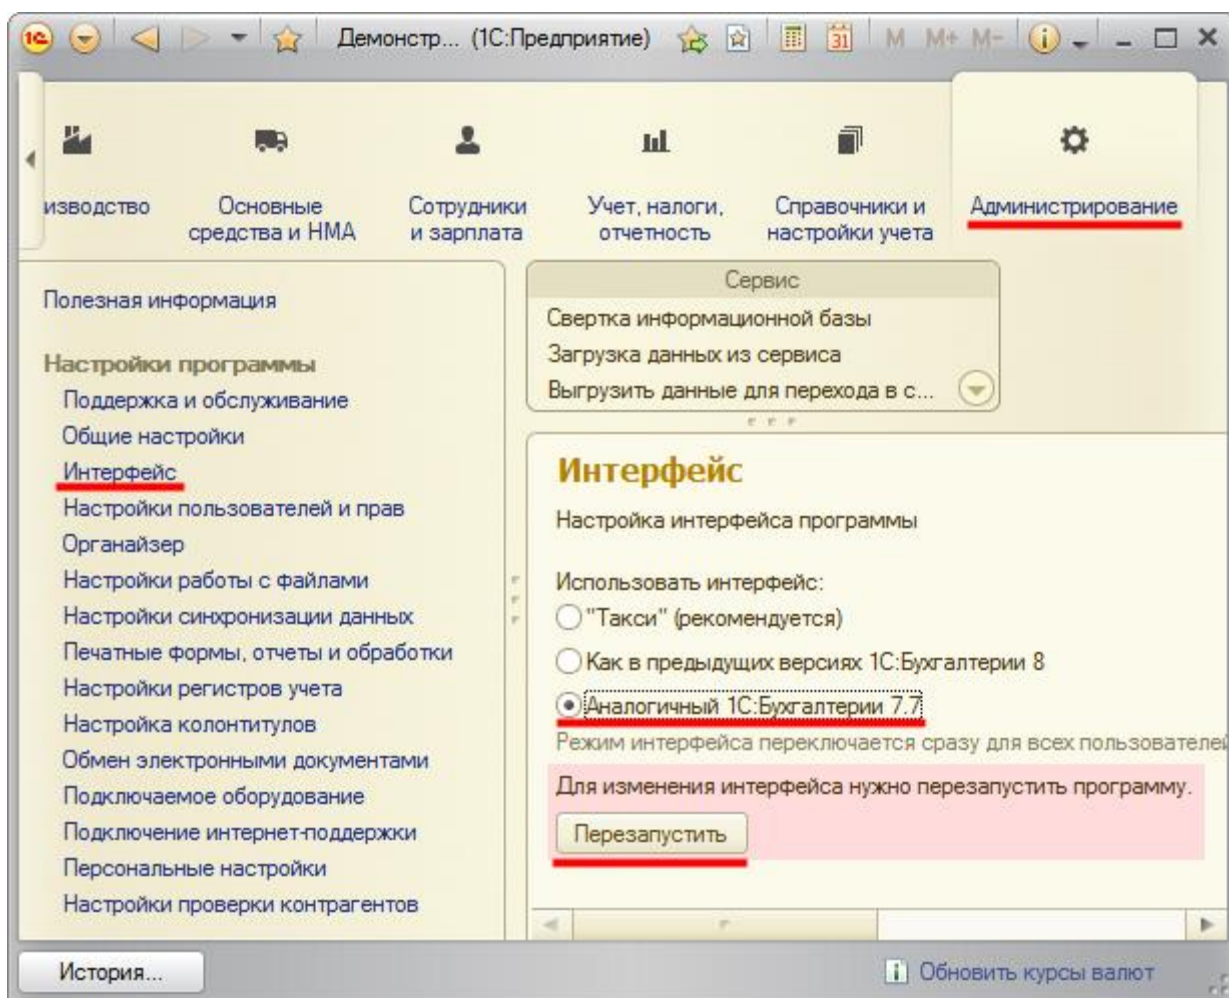 1С Демонстр... (1С:Предприятие) 31 M M+ M-
изводство
Основные
средства и НМА
Сотрудники
и зарплата
Учет, налоги,
отчетность
Справочники и
настройки учета
Администрирование
Полезная информация
Настройки программы
Поддержка и обслуживание
Общие настройки
Интерфейс
Настройки пользователей и прав
Органайзер
Настройки работы с файлами
Настройки синхронизации данных
Печатные формы, отчеты и обработки
Настройки регистров учета
Настройка колонтитулов
Обмен электронными документами
Подключаемое оборудование
Подключение интернет-поддержки
Персональные настройки
Настройки проверки контрагентов
Сервис
Свертка информационной базы
Загрузка данных из сервиса
Выгрузить данные для перехода в с...
Интерфейс
Настройка интерфейса программы
Использовать интерфейс:
"Такси" (рекомендуется)
Как в предыдущих версиях 1С:Бухгалтерии 8
Аналогичный 1С:Бухгалтерии 7.7
Режим интерфейса переключается сразу для всех пользователей
Для изменения интерфейса нужно перезапустить программу.
Перезапустить
История...
Обновить курсы валют